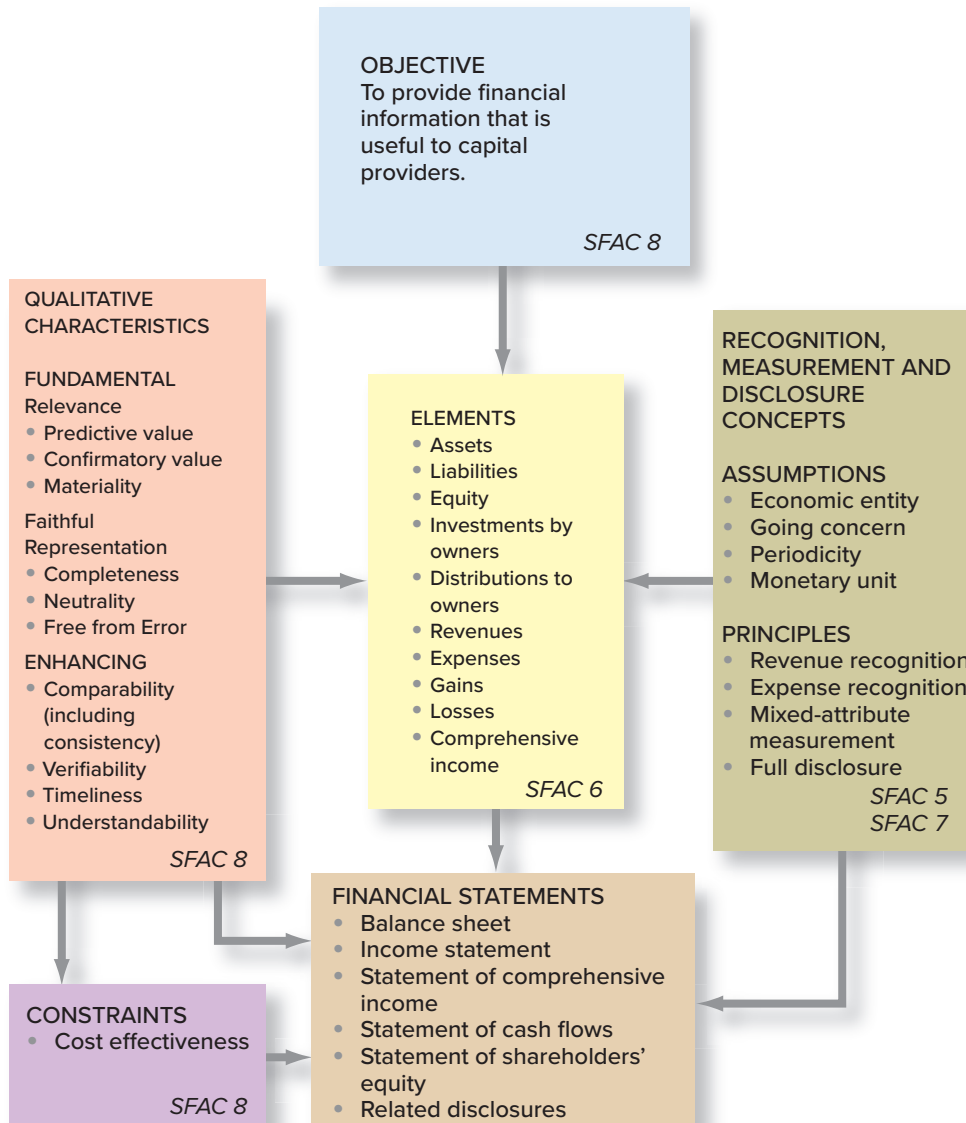 OBJECTIVE
To provide financial
information that is
useful to capital
providers.
SFAC 8
QUALITATIVE
CHARACTERISTICS
FUNDAMENTAL
Relevance
• Predictive value
• Confirmatory value
• Materiality
Faithful
Representation
• Completeness
• Neutrality
• Free from Error
ENHANCING
• Comparability
(including
consistency)
• Verifiability
• Timeliness
• Understandability
SFAC 8
ELEMENTS
• Assets
• Liabilities
• Equity
• Investments by
owners
• Distributions to
owners
• Revenues
• Expenses
• Gains
• Losses
• Comprehensive
income
SFAC 6
RECOGNITION,
MEASUREMENT AND
DISCLOSURE
CONCEPTS
ASSUMPTIONS
• Economic entity
• Going concern
• Periodicity
• Monetary unit
PRINCIPLES
• Revenue recognition
• Expense recognition
• Mixed-attribute
measurement
• Full disclosure
SFAC 5
SFAC 7
CONSTRAINTS
• Cost effectiveness
SFAC 8
FINANCIAL STATEMENTS
• Balance sheet
• Income statement
• Statement of comprehensive
income
• Statement of cash flows
• Statement of shareholders’
equity
• Related disclosures